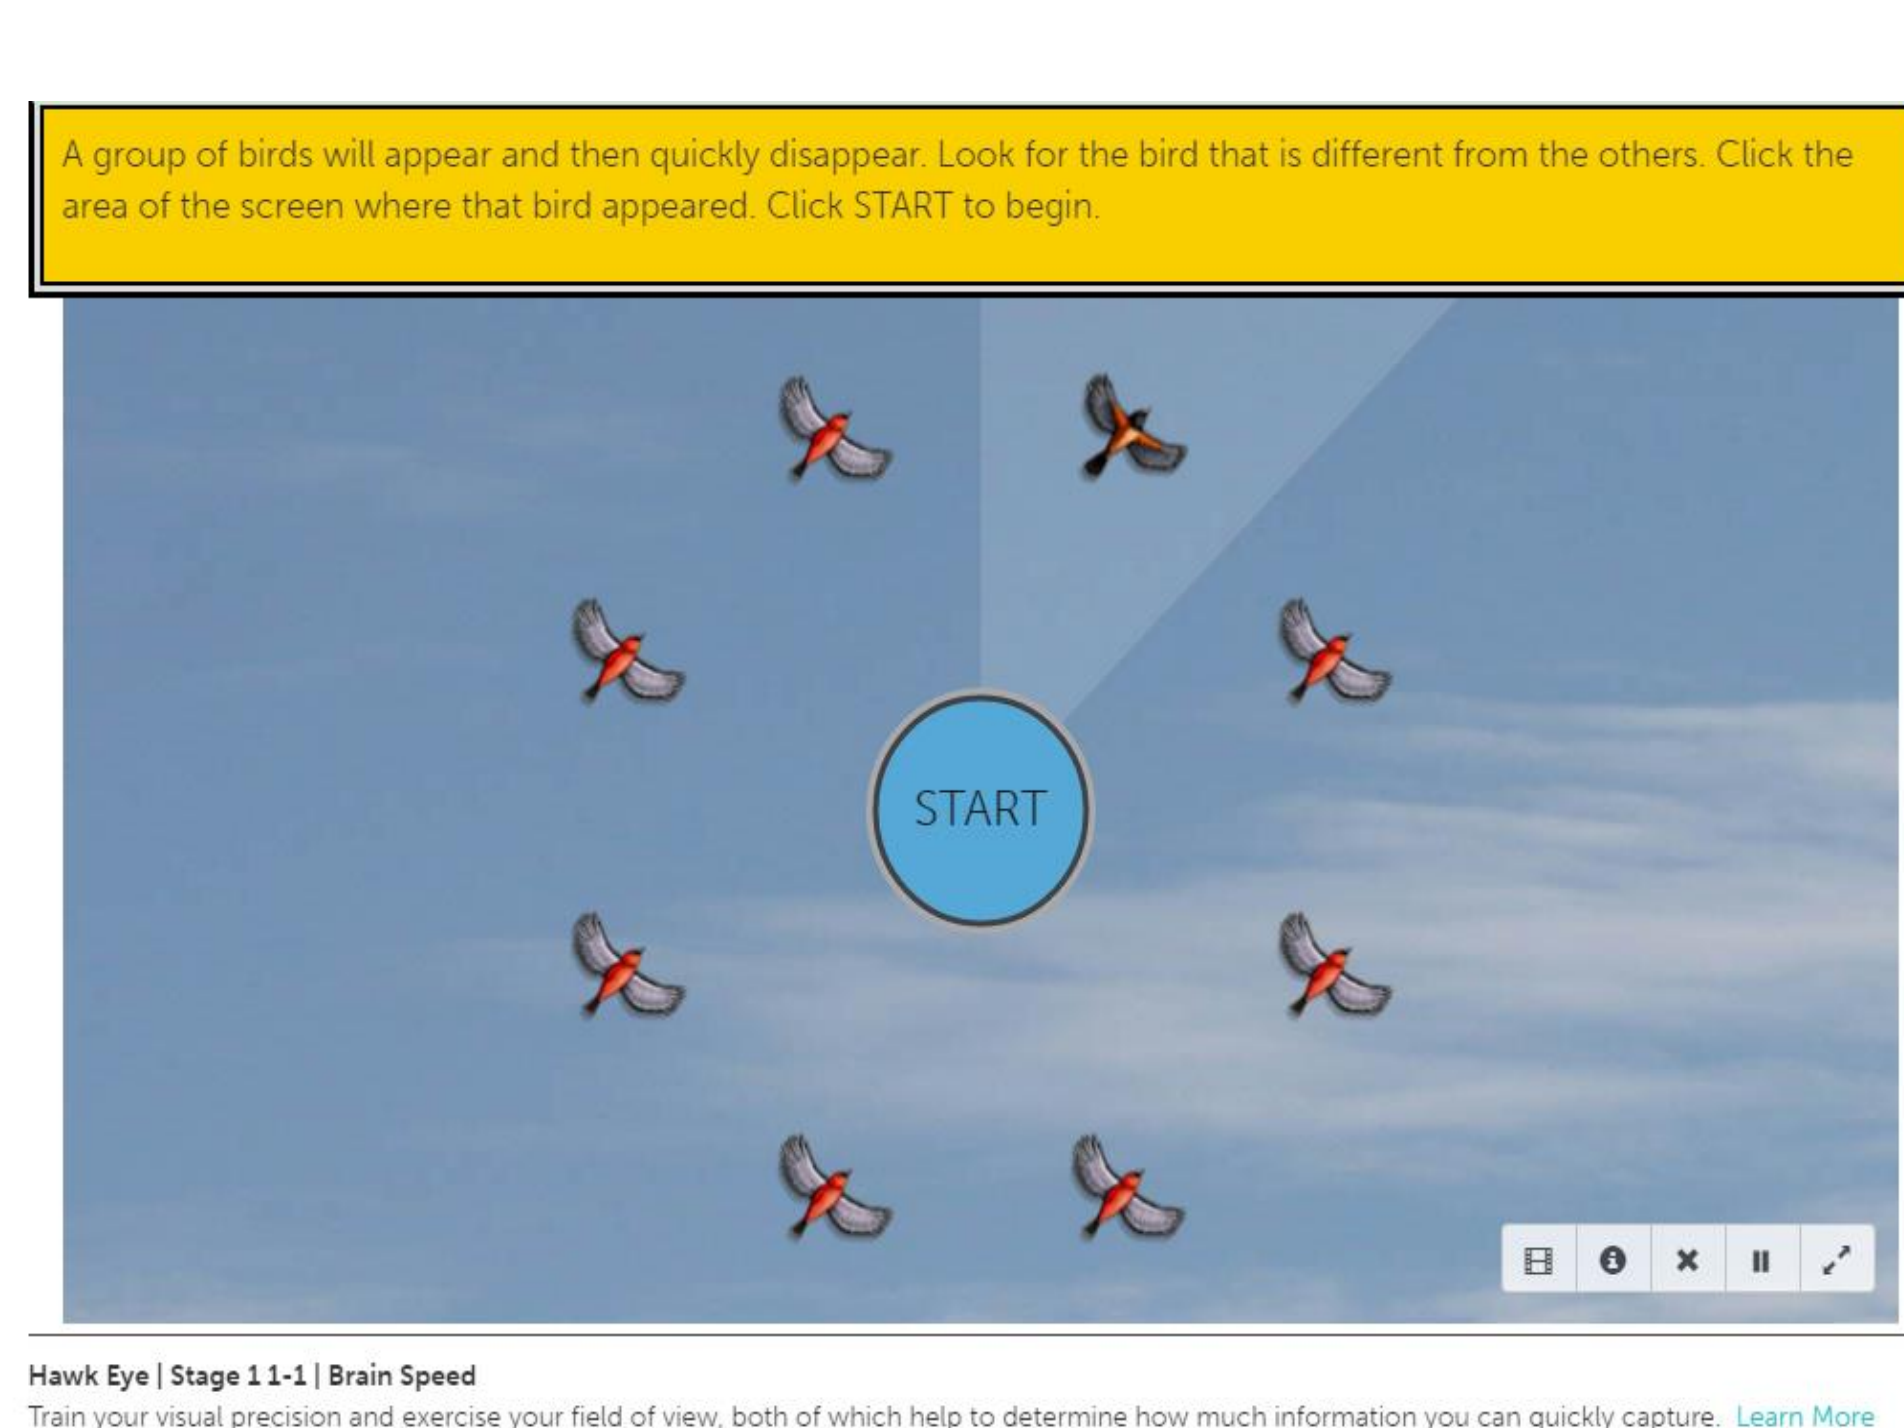 A group of birds will appear and then quickly disappear. Look for the bird that is different from the others. Click the
area of the screen where that bird appeared. Click START to begin.
START
Hawk Eye | Stage 1 1-1 | Brain Speed
Train your visual precision and exercise your field of view, both of which help to determine how much information you can quickly capture. Learn More